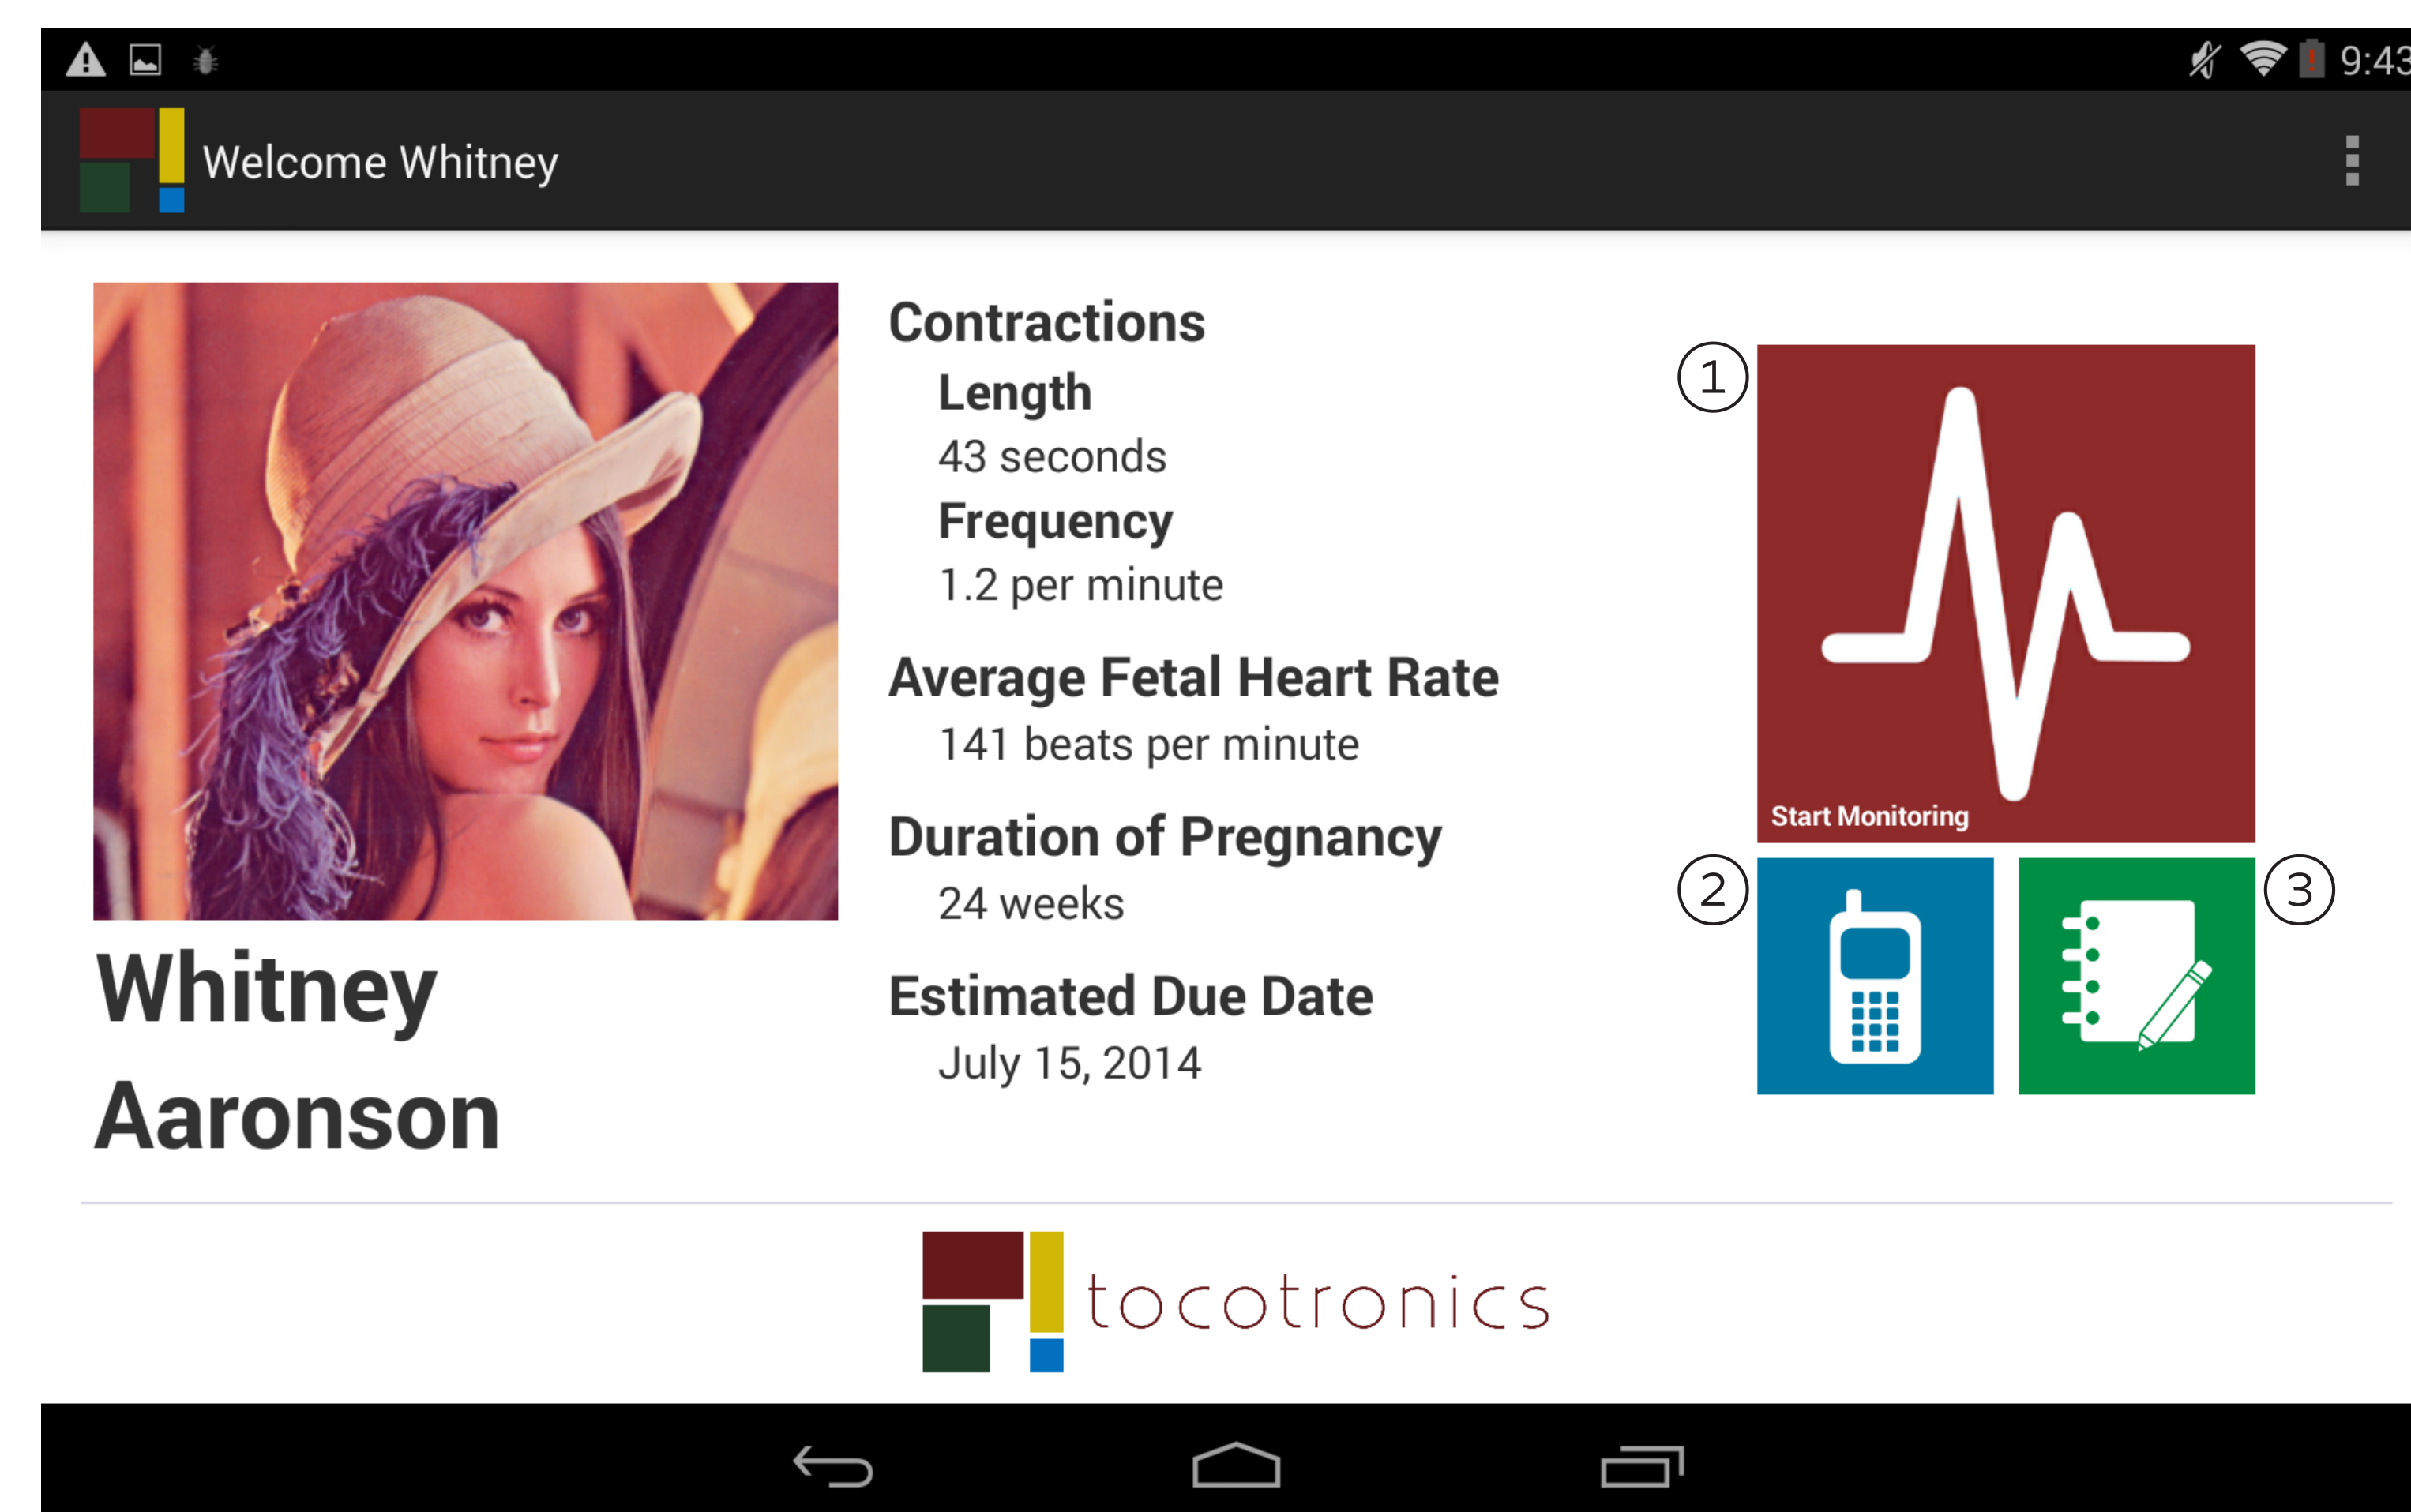 9:43
Welcome Whitney
Contractions
Length
43 seconds
Frequency
1.2 per minute
Average Fetal Heart Rate
141 beats per minute
Duration of Pregnancy
24 weeks
Estimated Due Date
July 15, 2014
Whitney
Aaronson
1
Start Monitoring
2
3
tocotronics